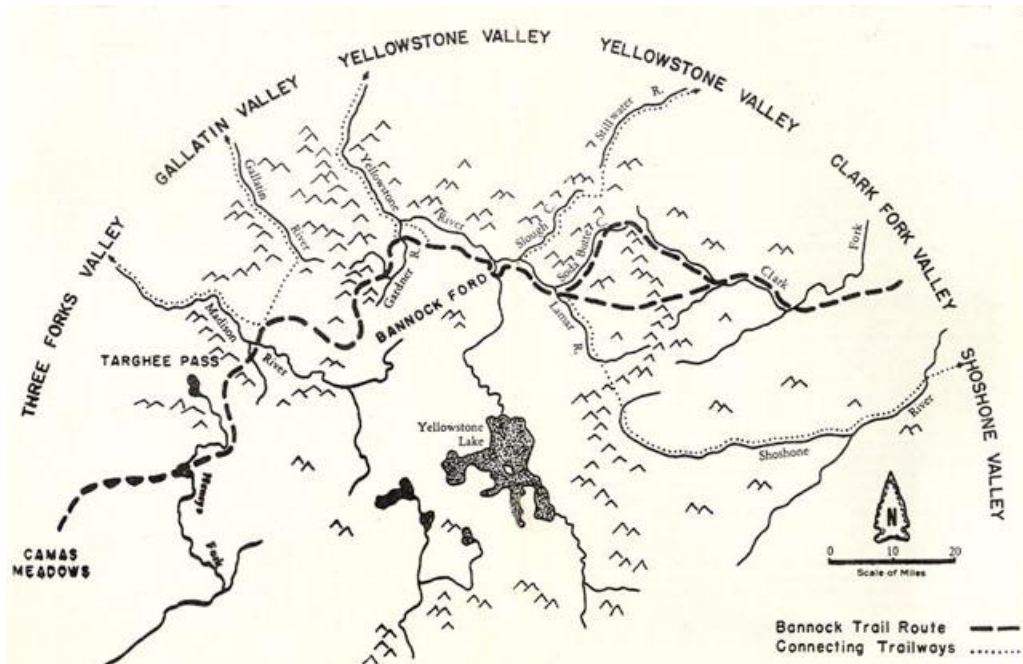 YELLOWSTONE VALLEY
YELLOWSTONE VALLEY
GALLATIN VALLEY
CLARK FORK VALLEY
THREE FORKS VALLEY
SHOSHONE VALLEY
Stillwater R.
Yellowstone River
Gallatin River
Slough C.
Soda Butte C.
Fork
Clark
Gardner R.
BANNOCK FORD
Lamar R.
Madison River
TARGHEE PASS
Yellowstone
Lake
Shoshone River
Henrys Fork
CAMAS
MEADOWS
N
0 10 20
Scale of Miles
Bannock Trail Route
Connecting Trailways